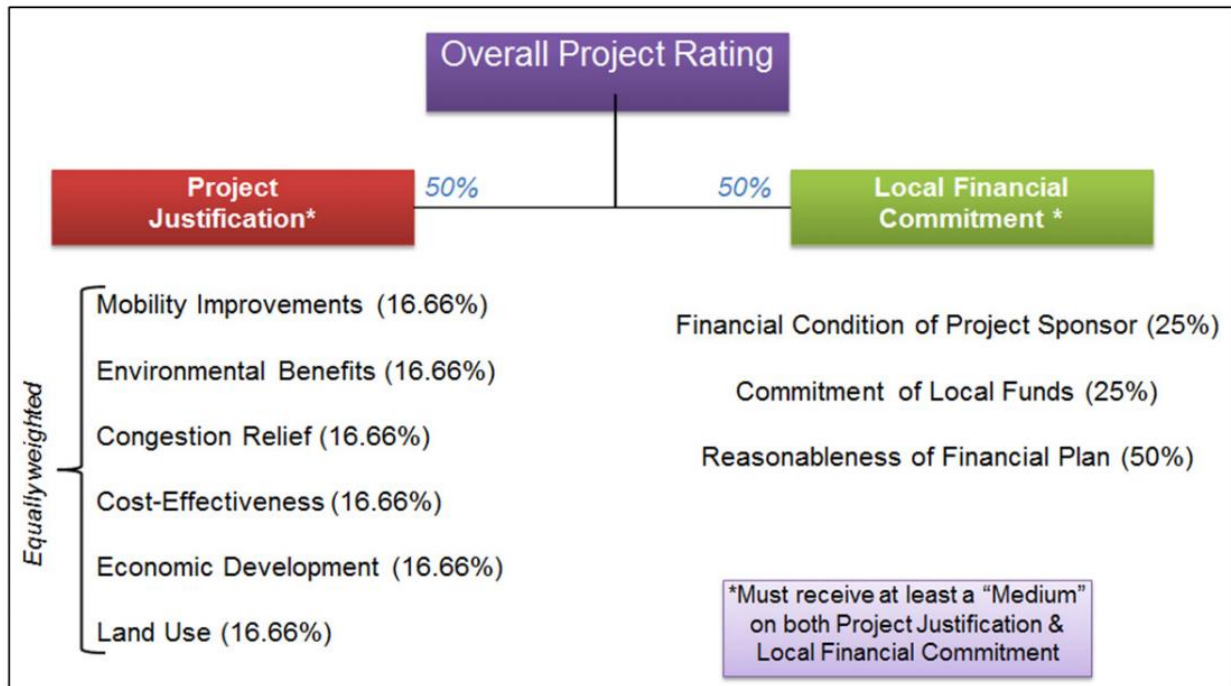 Overall Project Rating
Project
Justification*
50%
50%
Local Financial
Commitment *
Equally weighted
Mobility Improvements (16.66%)
Environmental Benefits (16.66%)
Congestion Relief (16.66%)
Cost-Effectiveness (16.66%)
Economic Development (16.66%)
Land Use (16.66%)
Financial Condition of Project Sponsor (25%)
Commitment of Local Funds (25%)
Reasonableness of Financial Plan (50%)
*Must receive at least a “Medium”
on both Project Justification &
Local Financial Commitment